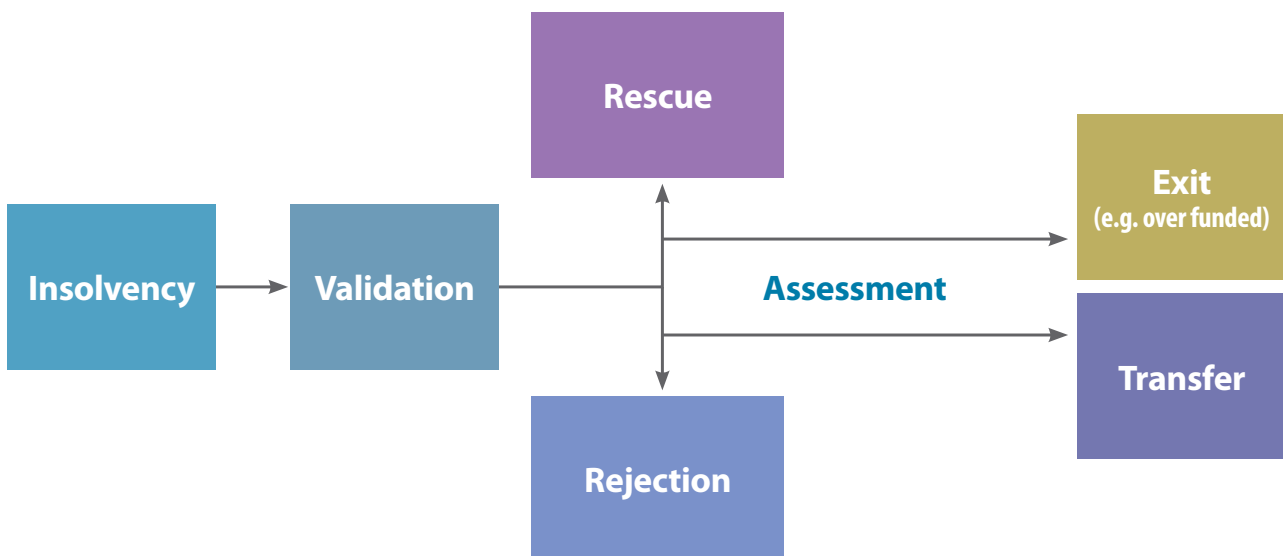 Rescue
Exit
(e.g. over funded)
Insolvency
Validation
Assessment
Transfer
Rejection